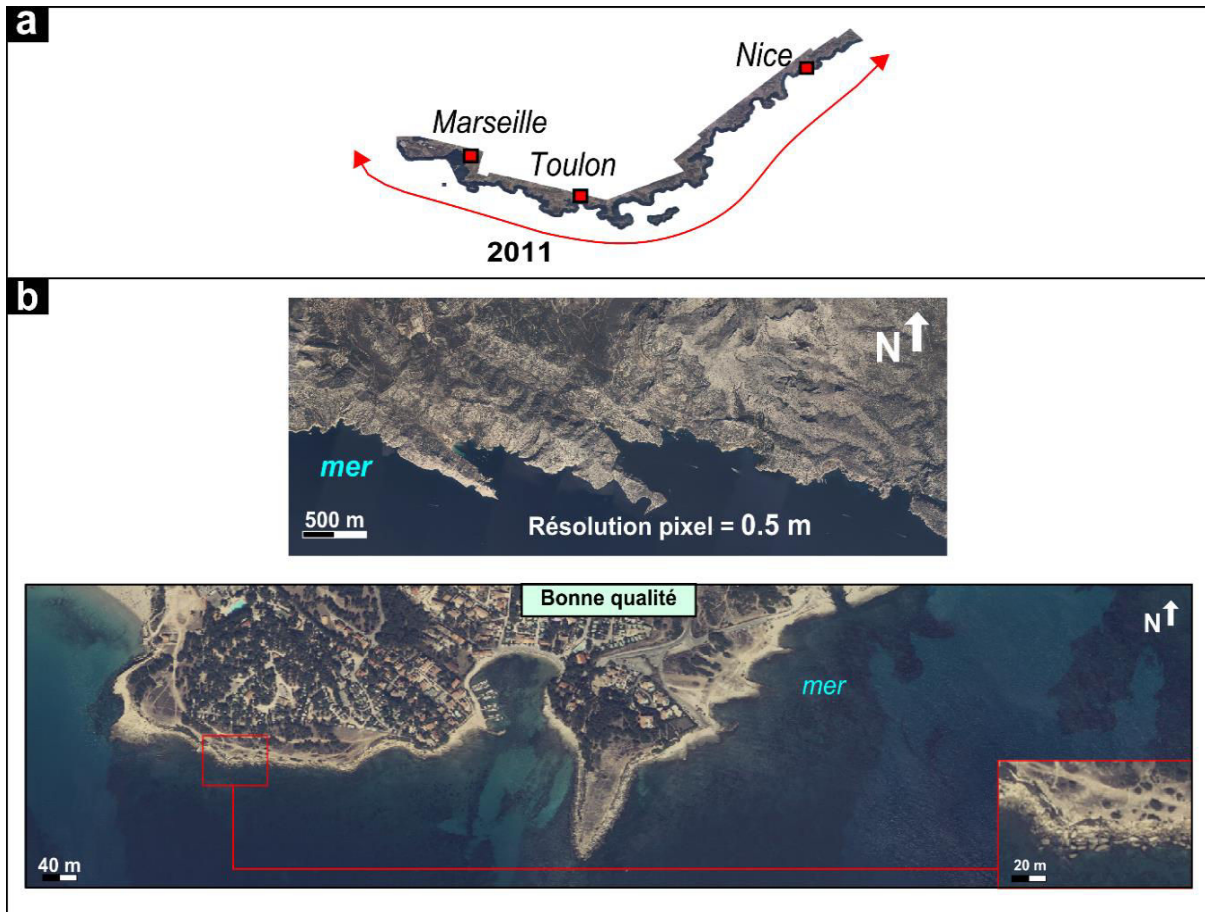 a
Nice
Marseille
Toulon
2011
b
N
mer
500 m
Résolution pixel = 0.5 m
Bonne qualité
N
mer
40 m
20 m